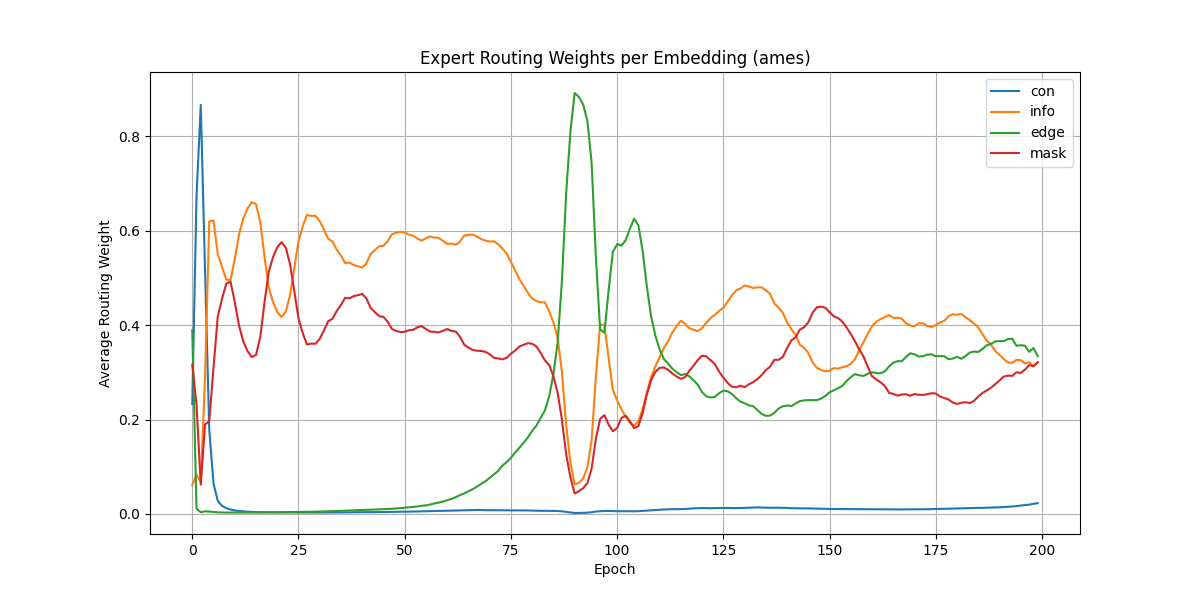 Expert Routing Weights per Embedding (ames)
con
info
edge
mask
Average Routing Weight
0.8
0.6
0.4
0.2
0.0
0 25 50 75 100 125 150 175 200
Epoch